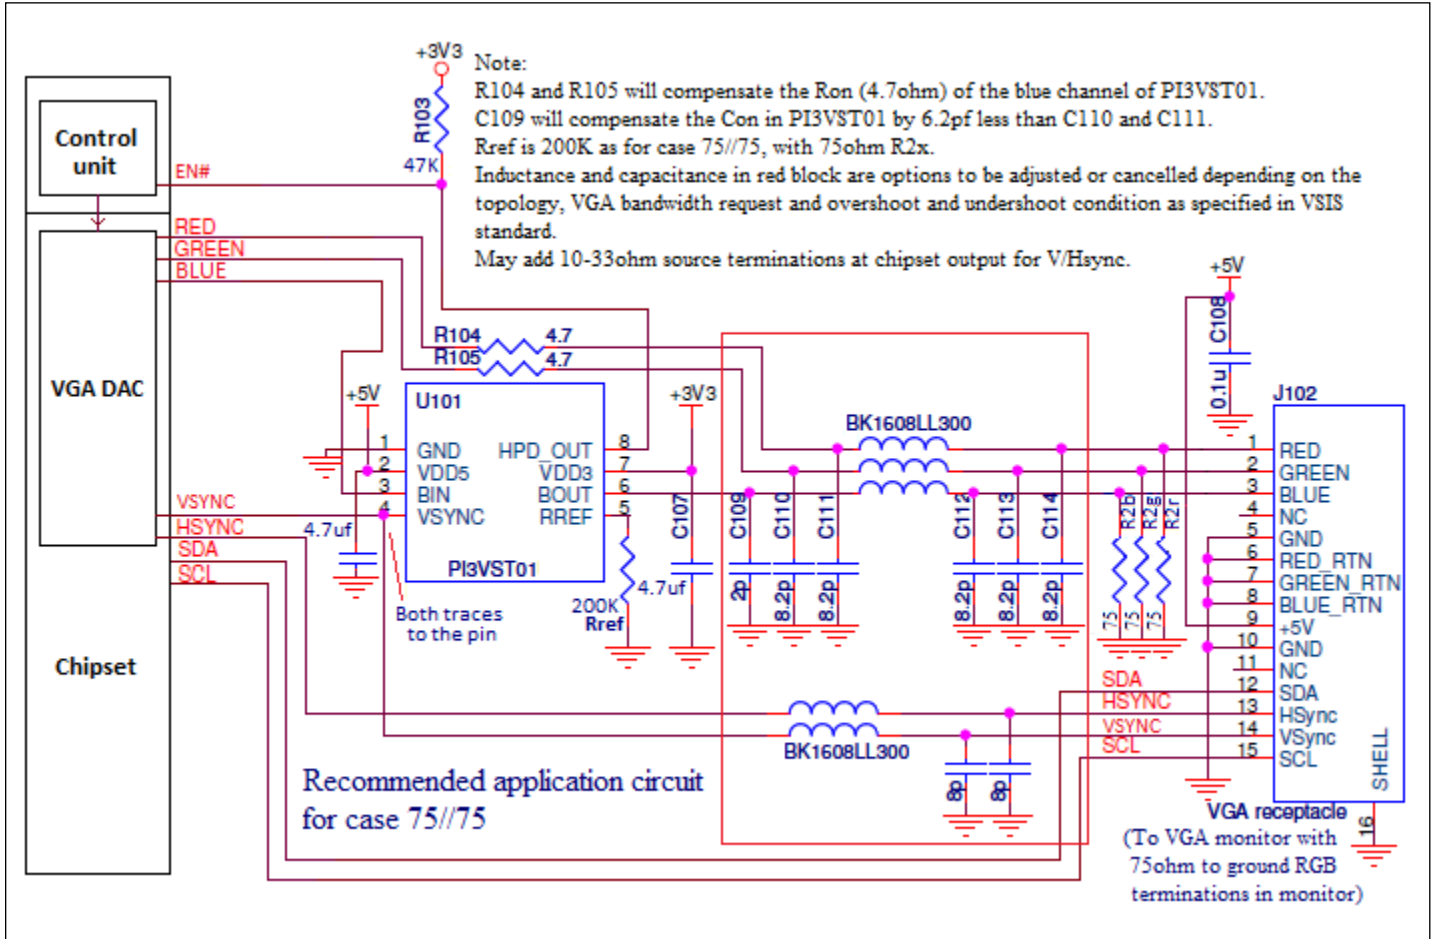 +3V3
Note:
R104 and R105 will compensate the Ron (4.7ohm) of the blue channel of PI3VST01.
C109 will compensate the Con in PI3VST01 by 6.2pf less than C110 and C111.
Rref is 200K as for case 75//75, with 75ohm R2x.
Inductance and capacitance in red block are options to be adjusted or cancelled depending on the
topology, VGA bandwidth request and overshoot and undershoot condition as specified in VSIS
standard.
May add 10-33ohm source terminations at chipset output for V/Hsync.
R103
47K
Control
unit
EN#
RED
GREEN
BLUE
VGA DAC
VSYNC
HSYNC
SDA
SCL
Chipset
R104 4.7
R105 4.7
+5V
U101
+3V3
1 GND HPD_OUT 8
2 VDD5 VDD3 7
3 BIN BOUT 6
4 VSYNC RREF 5
PI3VST01
4.7uf
Both traces
to the pin
200K
Rref
4.7uf
C107
C109
C110
C111
2p
8.2p
8.2p
BK1608LL300
C112
C113
C114
8.2p
8.2p
8.2p
R2b
R2g
R2r
75
75
75
+5V
C108
0.1u
J102
1 RED
2 GREEN
3 BLUE
4 NC
5 GND
6 RED_RTN
7 GREEN_RTN
8 BLUE_RTN
9 +5V
10 GND
11 NC
12 SDA
13 HSync
14 VSync
15 SCL
SHELL
16
SDA
HSYNC
VSYNC
SCL
BK1608LL300
8p
8p
VGA receptacle
(To VGA monitor with
75ohm to ground RGB
terminations in monitor)
Recommended application circuit
for case 75//75